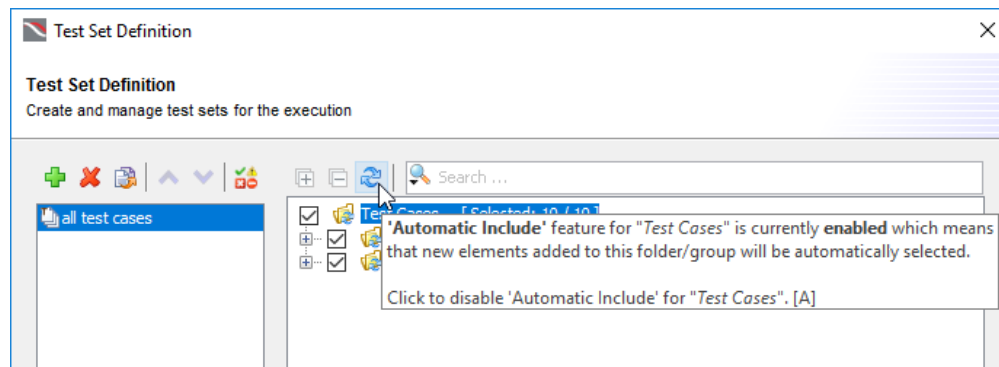 Test Set Definition
Test Set Definition
Create and manage test sets for the execution
Search ...
all test cases
Test Cases [ Selected: 10 / 10 ]
'Automatic Include' feature for "Test Cases" is currently enabled which means
that new elements added to this folder/group will be automatically selected.
Click to disable 'Automatic Include' for "Test Cases". [A]